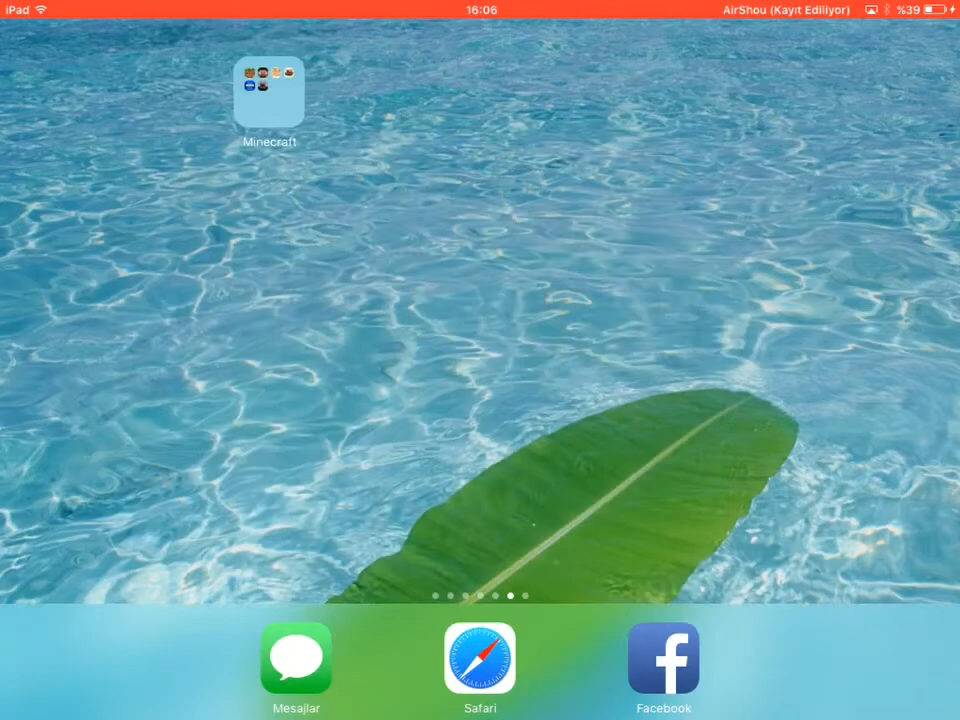 iPad 16:06 AirShou (Kayıt Ediliyor) %39
Minecraft
Mesajlar Safari Facebook